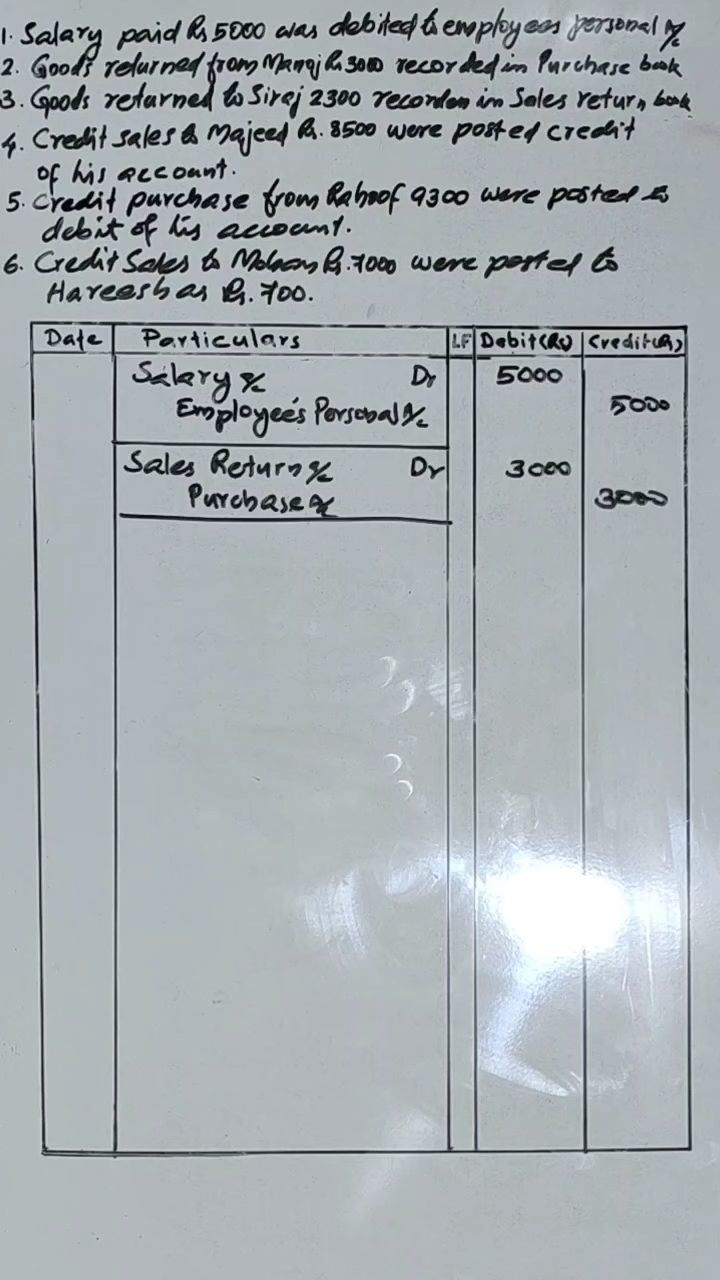 1. Salary paid Rs 5000 was debited to employees personal a/c
2. Goods returned from Manoj Rs 3000 recorded in Purchase book
3. Goods returned to Siraj 2300 recorded in Sales return book
4. Credit sales to Majeed Rs. 8500 were posted credit
of his account.
5. Credit purchase from Rahoof 9300 were posted to
debit of his account.
6. Credit Sales to Mohan Rs. 7000 were posted to
Hareesh as Rs. 700.
Date Particulars LF Debit(Rs) Credit(Rs)
Salary a/c Dr 5000
Employee's Personal a/c 5000
Sales Return a/c Dr 3000
Purchase a/c 3000